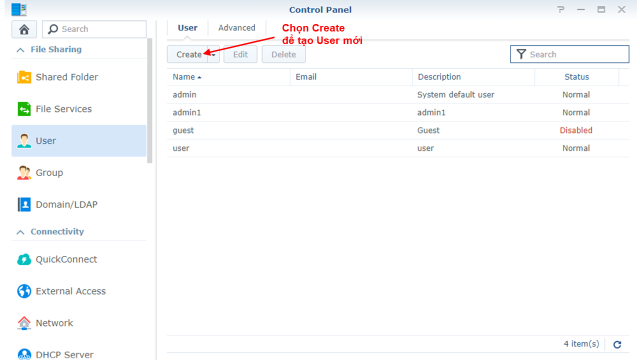 Control Panel
Search
File Sharing
Shared Folder
File Services
User
Group
Domain/LDAP
Connectivity
QuickConnect
External Access
Network
DHCP Server
User Advanced
Chọn Create
để tạo User mới
Create Edit Delete
Search
Name Email Description Status
admin System default user Normal
admin1 admin1 Normal
guest Guest Disabled
user user Normal
4 item(s)